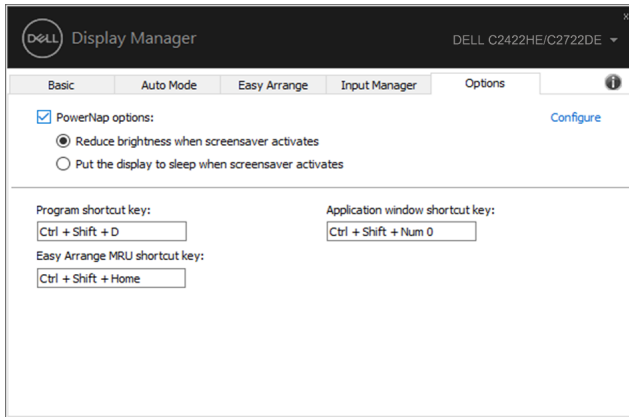 x
DELL Display Manager
DELL C2422HE/C2722DE
Basic Auto Mode Easy Arrange Input Manager Options
PowerNap options: Configure
Reduce brightness when screensaver activates
Put the display to sleep when screensaver activates
Program shortcut key: Application window shortcut key:
Ctrl + Shift + D Ctrl + Shift + Num 0
Easy Arrange MRU shortcut key:
Ctrl + Shift + Home